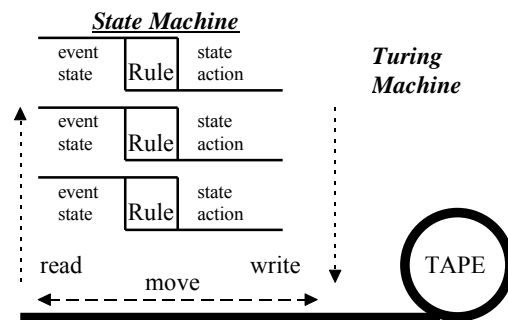 State Machine
event state
state Rule action
event state
state Rule action
event state
state Rule action
Turing
Machine
read write
move
TAPE